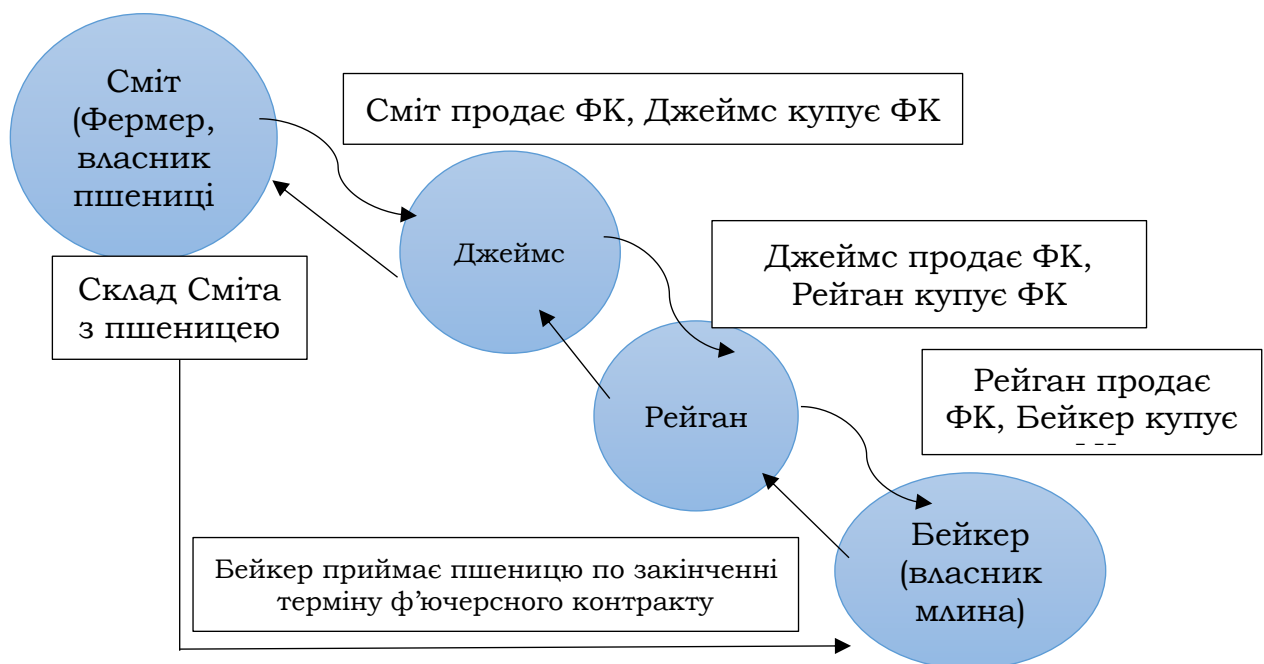 Сміт
(Фермер,
власник
пшениці
Сміт продає ФК, Джеймс купує ФК
Джеймс
Джеймс продає ФК,
Рейган купує ФК
Склад Сміта
з пшеницею
Рейган
Рейган продає
ФК, Бейкер купує
Бейкер
(власник
млина)
Бейкер приймає пшеницю по закінченні
терміну ф’ючерсного контракту